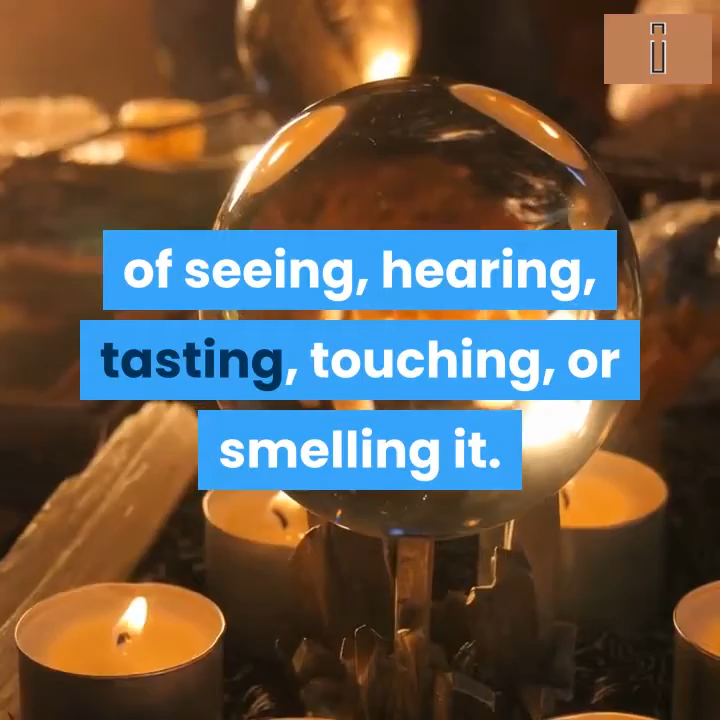 i
of seeing, hearing,
tasting, touching, or
smelling it.